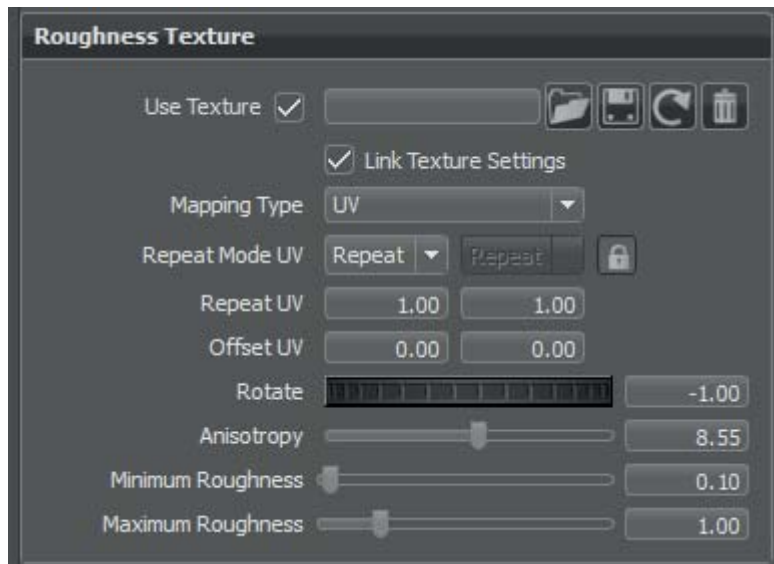 Roughness Texture
Use Texture
Link Texture Settings
Mapping Type UV
Repeat Mode UV Repeat Repeat
Repeat UV 1.00 1.00
Offset UV 0.00 0.00
Rotate -1.00
Anisotropy 8.55
Minimum Roughness 0.10
Maximum Roughness 1.00